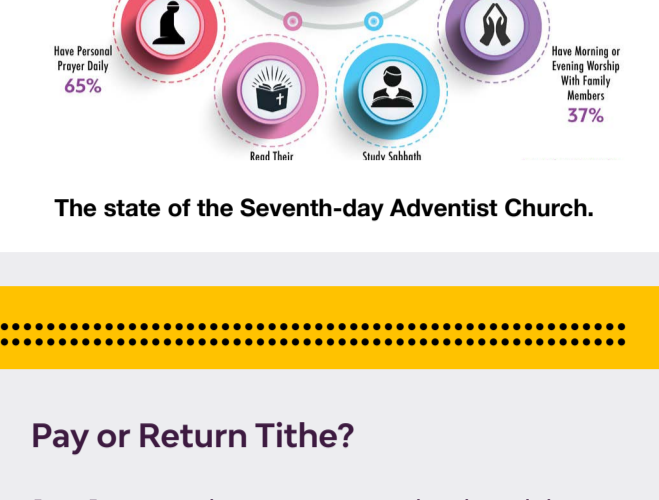 Have Personal
Prayer Daily
65%
Have Morning or
Evening Worship
With Family
Members
37%
Read Their
Study Sabbath
The state of the Seventh-day Adventist Church.
Pay or Return Tithe?